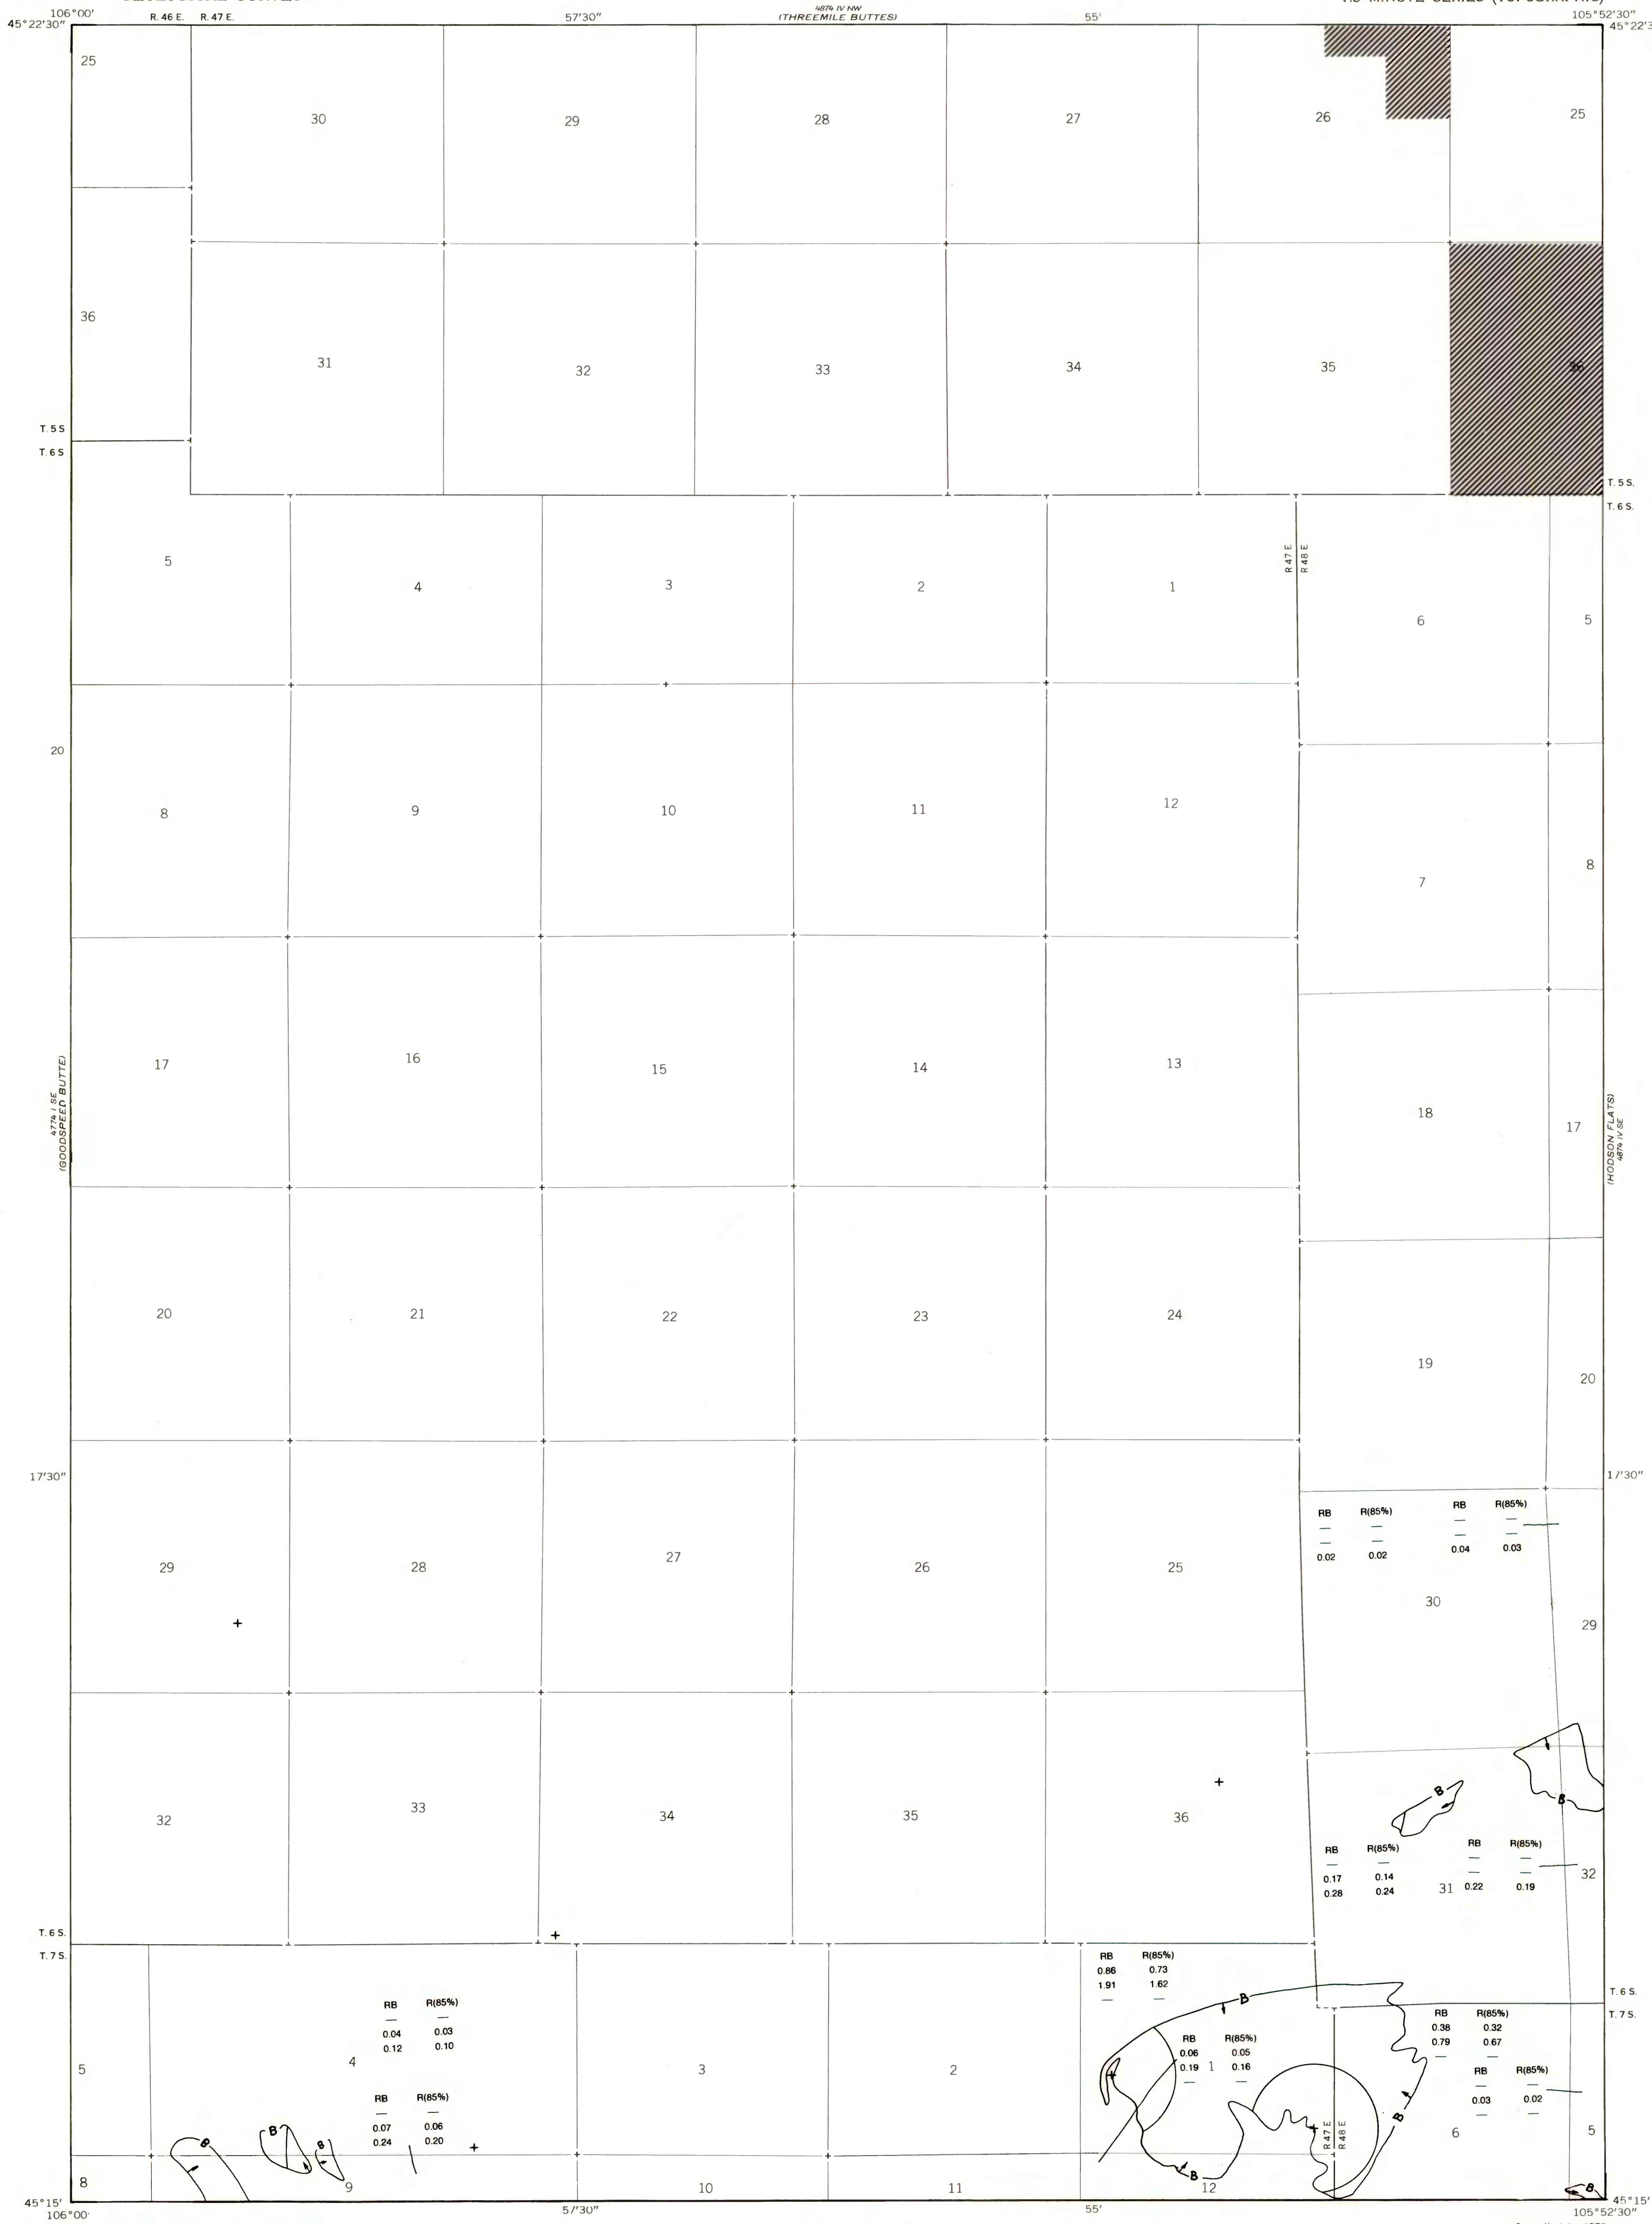 4874 IV NW
106°00' R. 46 E. R. 47 E. 57'30" (THREEMILE BUTTES) 55' 105°52'30"
45°22'30" 45°22'3
25
30 29 28 27 26 25
36
31 32 33 34 35 36
T. 5 S
T. 6 S
T. 5 S.
T. 6 S.
R 47 E R 48 E
5 4 3 2 1 6 5
20
8 9 10 11 12 7 8
17 16 15 14 13 18 17
4774 I SE
(GOODSPEED BUTTE)
(HODSON FLATS)
4874 IV SE
20 21 22 23 24 19 20
17'30" 17'30"
RB R(85%) RB R(85%)
— — — —
— — — —
0.02 0.02 0.04 0.03
29 28 27 26 25 30 29
B
B
32 33 34 35 36
RB R(85%) RB R(85%)
— — — —
0.17 0.14 — — 32
0.28 0.24 31 0.22 0.19
T. 6 S.
T. 7 S.
RB R(85%)
0.86 0.73
1.91 1.62
— —
T. 6 S.
T. 7 S.
B
RB R(85%)
— —
0.04 0.03
0.12 0.10
RB R(85%)
0.38 0.32
0.79 0.67
— —
RB R(85%)
0.06 0.05
0.19 1 0.16
— —
5 4 3 2
RB R(85%)
— —
0.03 0.02
— —
RB R(85%)
— —
0.07 0.06
0.24 0.20
R 47 E R 48 E
6 5
B B B B B B
8 9 10 11 12
45°15' 45°15'
106°00' 57'30" 55' 105°52'30"